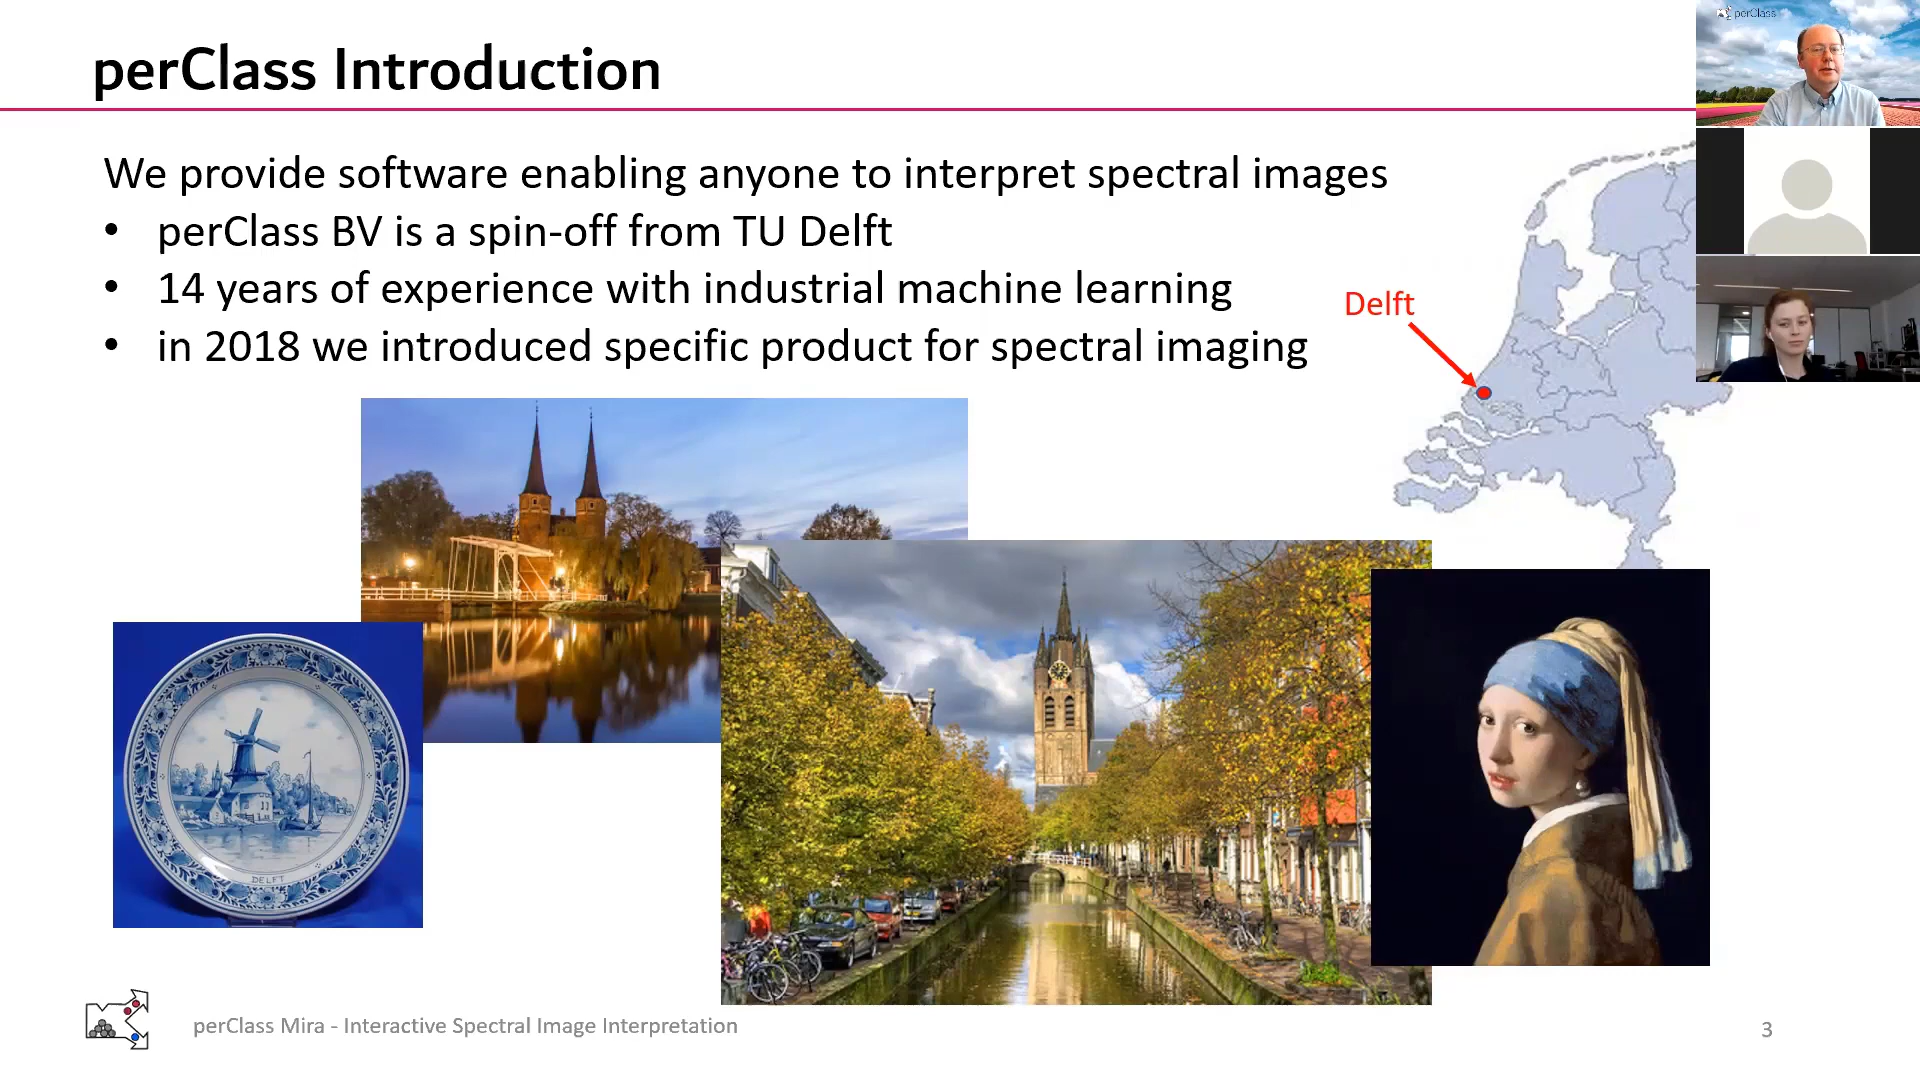 perClass Introduction
perClass
We provide software enabling anyone to interpret spectral images
• perClass BV is a spin-off from TU Delft
• 14 years of experience with industrial machine learning
• in 2018 we introduced specific product for spectral imaging
Delft
DELFT
perClass Mira - Interactive Spectral Image Interpretation
3